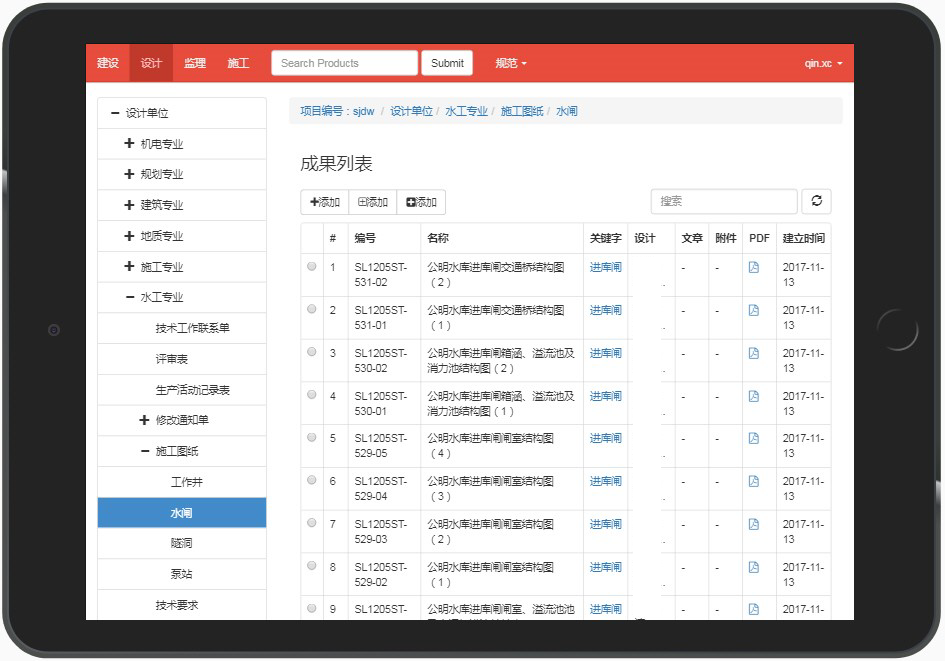 建设 设计 监理 施工 Search Products Submit 规范 qin.xc
设计单位
机电专业
规划专业
建筑专业
地质专业
施工专业
水工专业
技术工作联系单
评审表
生产活动记录表
修改通知单
施工图纸
工作井
水闸
隧洞
泵站
技术要求
项目编号：sjdw / 设计单位 / 水工专业 / 施工图纸 / 水闸
成果列表
添加 添加 添加 搜索
# 编号 名称 关键字 设计 文章 附件 PDF 建立时间
1 SL1205ST- 公明水库进库闸交通桥结构图 进库闸 - - 2017-11-
531-02 （2） 13
2 SL1205ST- 公明水库进库闸交通桥结构图 进库闸 - - 2017-11-
531-01 （1） 13
3 SL1205ST- 公明水库进库闸箱涵、溢流池及 进库闸 - - 2017-11-
530-02 消力池结构图（2） 13
4 SL1205ST- 公明水库进库闸箱涵、溢流池及 进库闸 - - 2017-11-
530-01 消力池结构图（1） 13
5 SL1205ST- 公明水库进库闸闸室结构图 进库闸 - - 2017-11-
529-05 （4） 13
6 SL1205ST- 公明水库进库闸闸室结构图 进库闸 - - 2017-11-
529-04 （3） 13
7 SL1205ST- 公明水库进库闸闸室结构图 进库闸 - - 2017-11-
529-03 （2） 13
8 SL1205ST- 公明水库进库闸闸室结构图 进库闸 - - 2017-11-
529-02 （1） 13
9 SL1205ST- 公明水库进库闸闸室、溢流池池 进库闸 - - 2017-11-